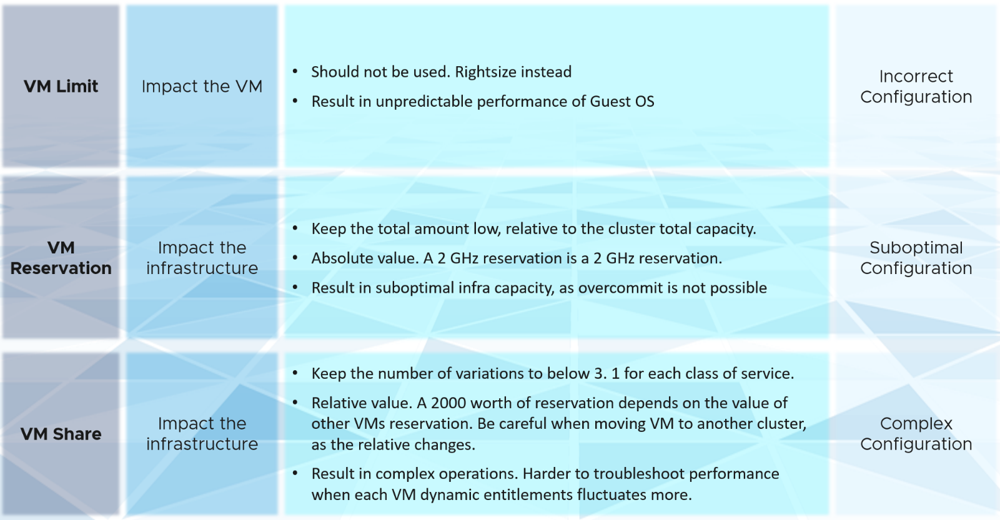 VM Limit
Impact the VM
• Should not be used. Rightsize instead
• Result in unpredictable performance of Guest OS
Incorrect
Configuration
VM
Reservation
Impact the
infrastructure
• Keep the total amount low, relative to the cluster total capacity.
• Absolute value. A 2 GHz reservation is a 2 GHz reservation.
• Result in suboptimal infra capacity, as overcommit is not possible
Suboptimal
Configuration
VM Share
Impact the
infrastructure
• Keep the number of variations to below 3. 1 for each class of service.
• Relative value. A 2000 worth of reservation depends on the value of
other VMs reservation. Be careful when moving VM to another cluster,
as the relative changes.
• Result in complex operations. Harder to troubleshoot performance
when each VM dynamic entitlements fluctuates more.
Complex
Configuration